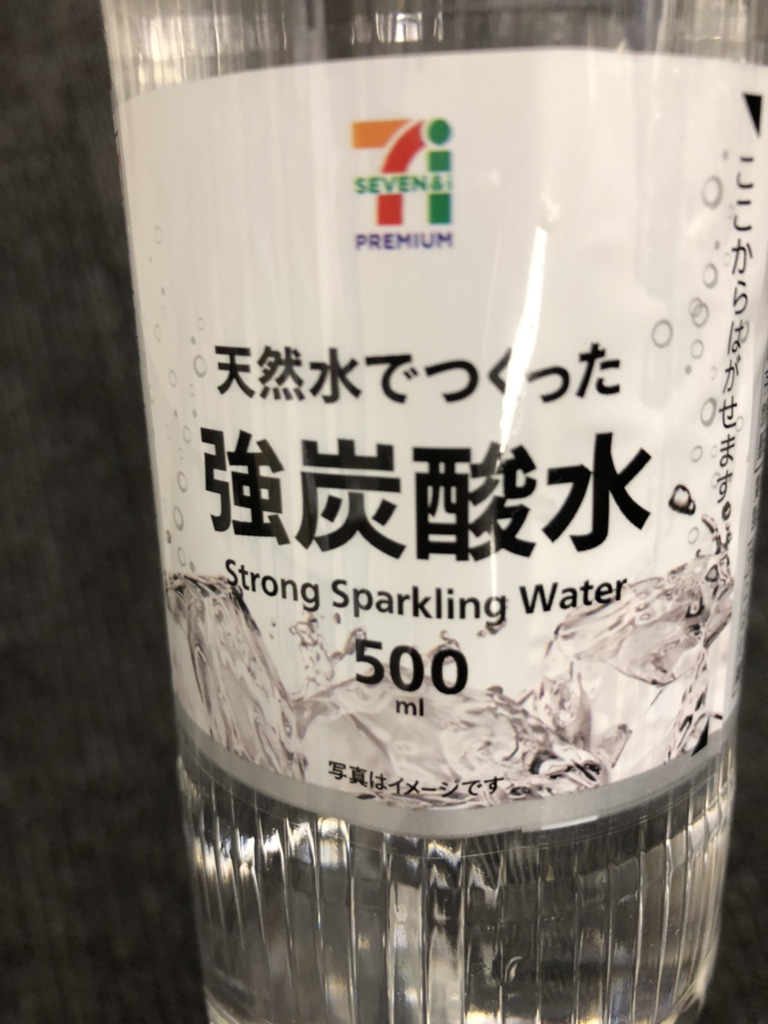 SEVEN&i
PREMIUM
天然水でつくった
強炭酸水
Strong Sparkling Water
500
ml
写真はイメージです
ここからはがせます。